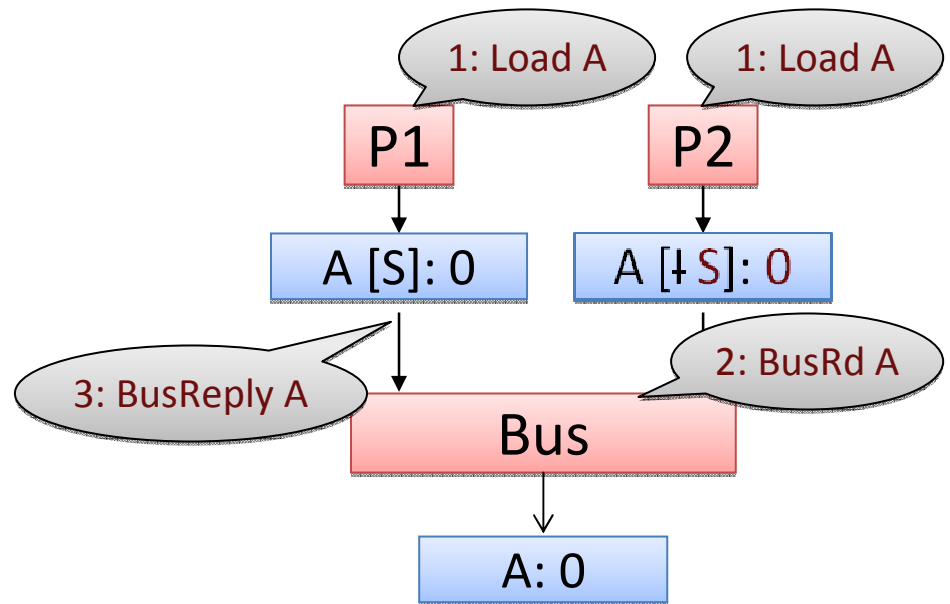 1: Load A
1: Load A
P1
P2
A [S]: 0
A [I S]: 0
3: BusReply A
2: BusRd A
Bus
A: 0